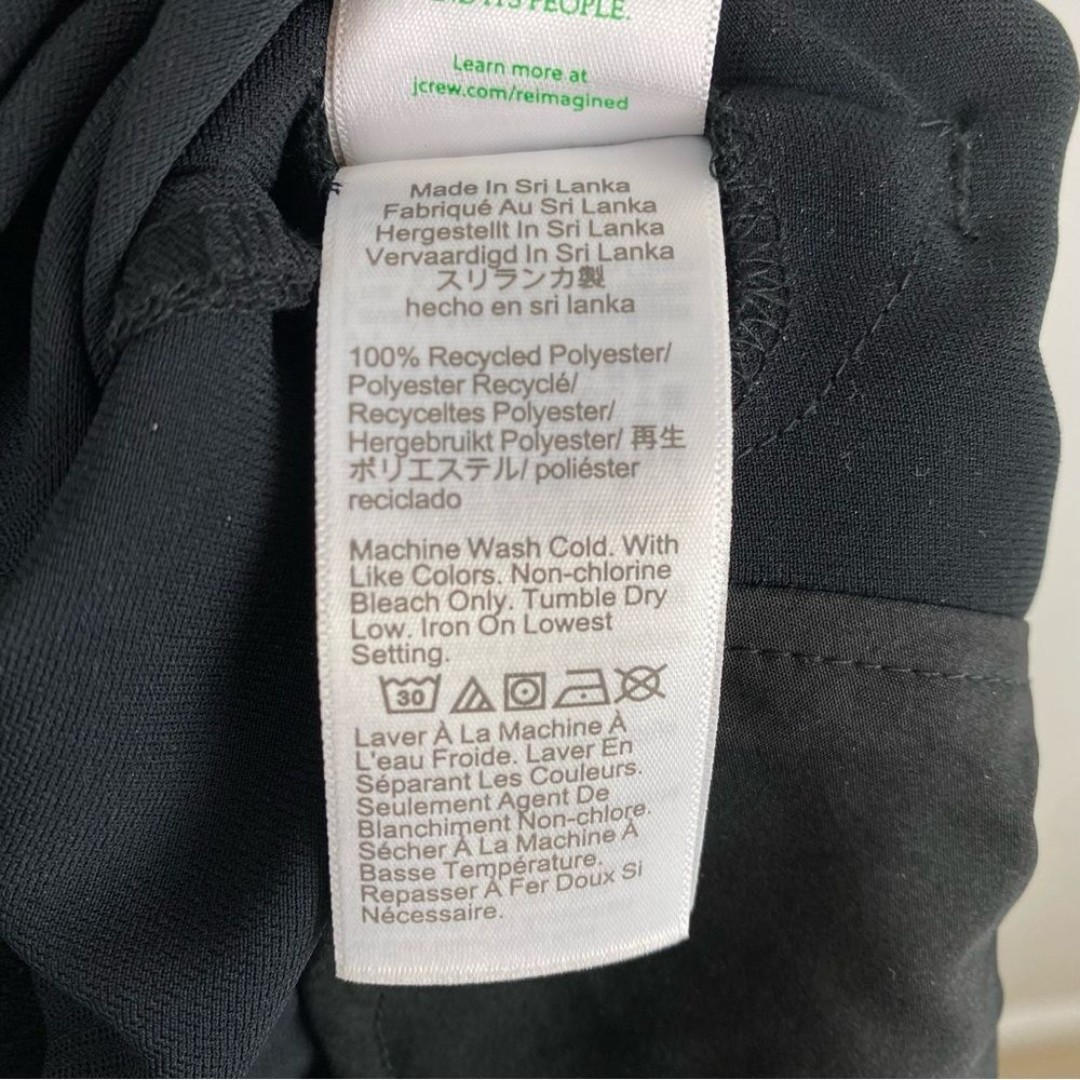 ITS PEOPLE.
Learn more at
jcrew.com/reimagined
Made In Sri Lanka
Fabriqué Au Sri Lanka
Hergestellt In Sri Lanka
Vervaardigd In Sri Lanka
スリランカ製
hecho en sri lanka
100% Recycled Polyester/
Polyester Recyclé/
Recyceltes Polyester/
Hergebruikt Polyester/ 再生
ポリエステル/ poliéster
reciclado
Machine Wash Cold. With
Like Colors. Non-chlorine
Bleach Only. Tumble Dry
Low. Iron On Lowest
Setting.
30
Laver À La Machine À
L'eau Froide. Laver En
Séparant Les Couleurs.
Seulement Agent De
Blanchiment Non-chlore.
Sécher À La Machine À
Basse Température.
Repasser À Fer Doux Si
Nécessaire.